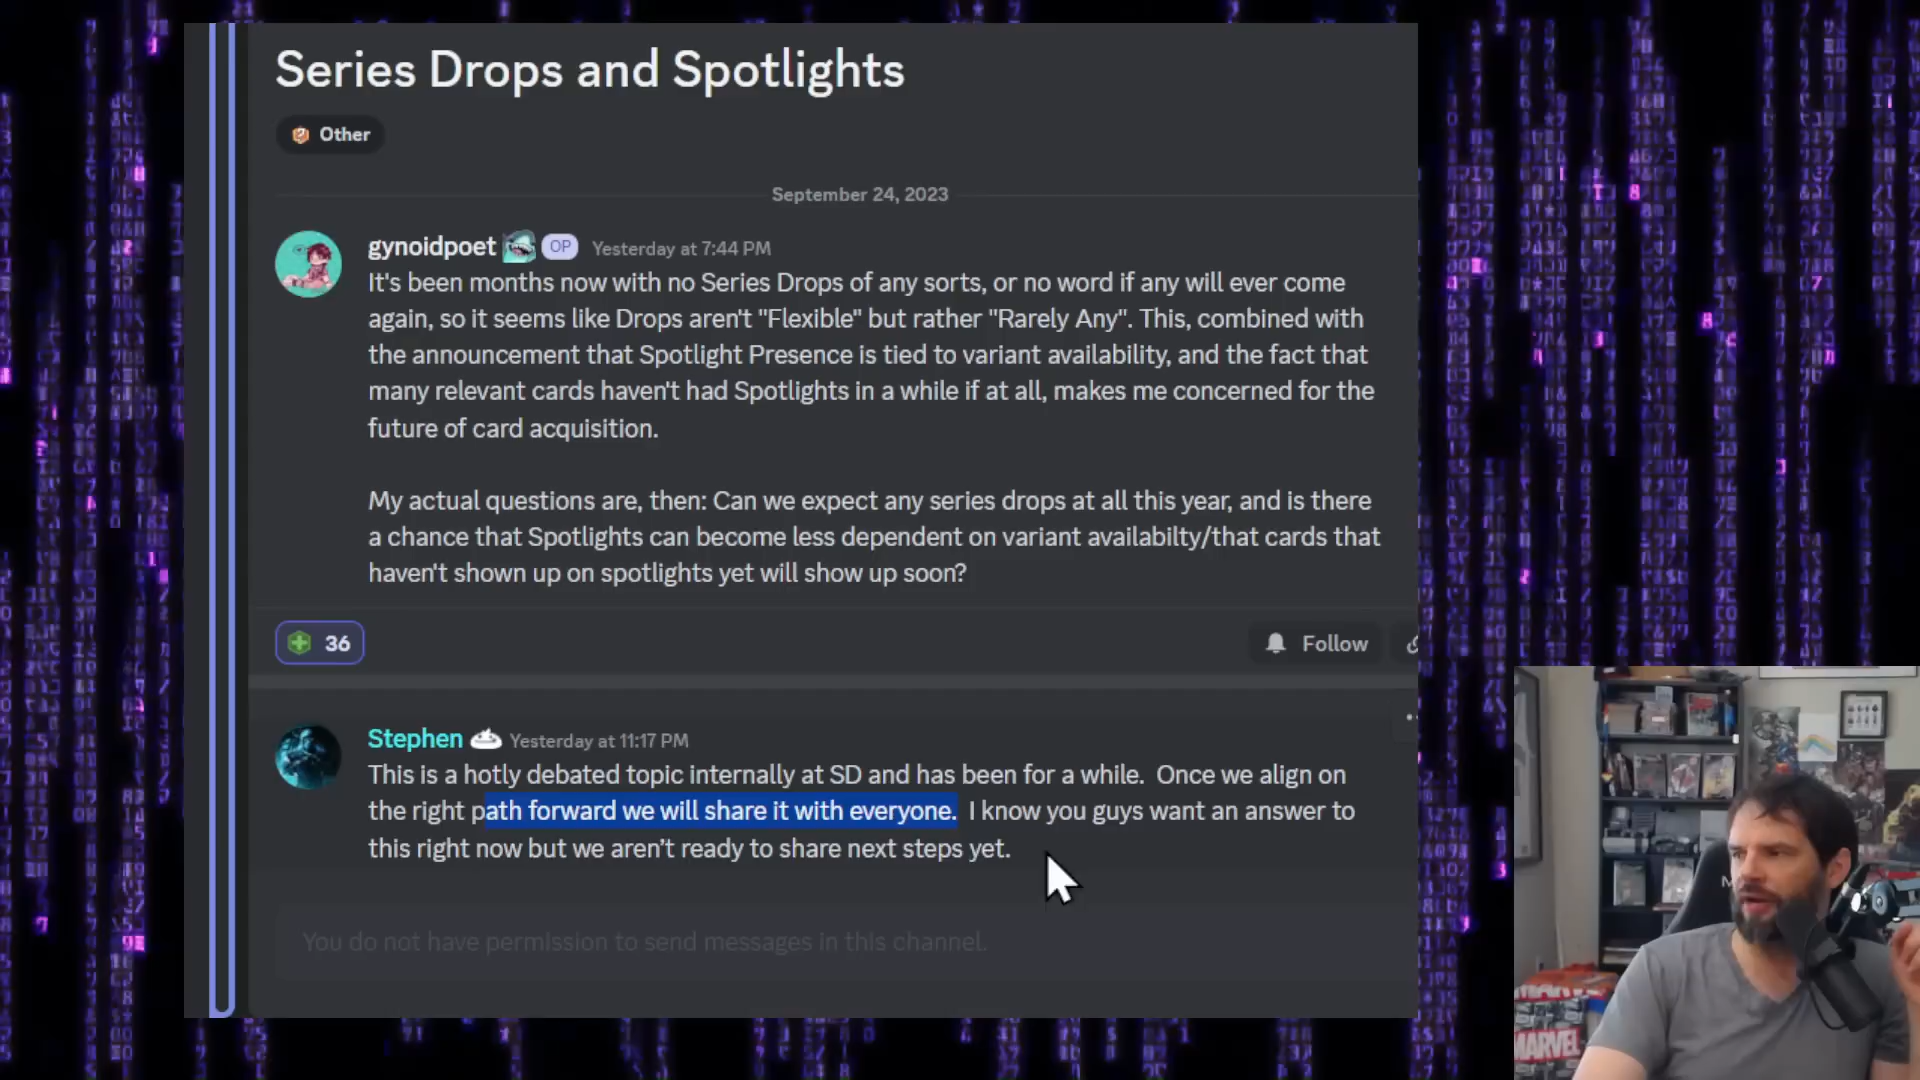 Series Drops and Spotlights
Other
September 24, 2023
gynoidpoet OP Yesterday at 7:44 PM
It's been months now with no Series Drops of any sorts, or no word if any will ever come
again, so it seems like Drops aren't "Flexible" but rather "Rarely Any". This, combined with
the announcement that Spotlight Presence is tied to variant availability, and the fact that
many relevant cards haven't had Spotlights in a while if at all, makes me concerned for the
future of card acquisition.
My actual questions are, then: Can we expect any series drops at all this year, and is there
a chance that Spotlights can become less dependent on variant availabilty/that cards that
haven't shown up on spotlights yet will show up soon?
36
Follow
Stephen Yesterday at 11:17 PM
This is a hotly debated topic internally at SD and has been for a while. Once we align on
the right path forward we will share it with everyone. I know you guys want an answer to
this right now but we aren't ready to share next steps yet.
You do not have permission to send messages in this channel.
MARVEL